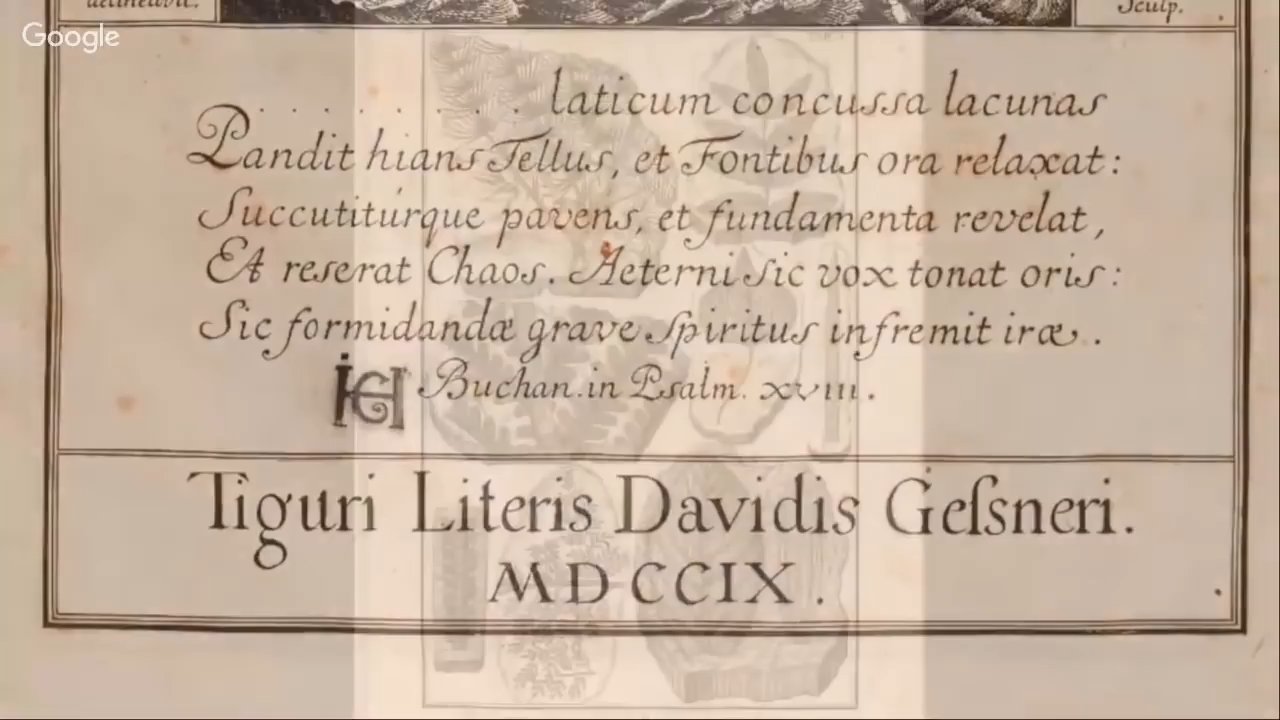 delineavit.
Sculp.
Google
. . . . . . . . . laticum concussa lacunas
Pandit hians Tellus, et Fontibus ora relaxat:
Succutitúrque pavens, et fundamenta revelat,
Et reserat Chaos. Aeterni sic vox tonat oris:
Sic formidandæ grave Spiritus infremit iræ.
Buchan. in Psalm. XVIII.
Tiguri Literis Davidis Geſsneri.
MDCCIX.